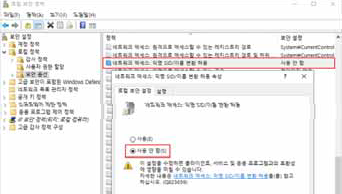 로컬 보안 정책
파일(F) 동작(A) 보기(V) 도움말(H)
보안 설정
계정 정책
로컬 정책
감사 정책
사용자 권한 할당
보안 옵션
고급 보안이 포함된 Windows Defend
네트워크 목록 관리자 정책
공개 키 정책
소프트웨어 제한 정책
응용 프로그램 제어 정책
IP 보안 정책(위치: 로컬 컴퓨터)
고급 감사 정책 구성
정책 보안 설정
네트워크 액세스: 원격으로 액세스할 수 있는 레지스트리 경로 SystemCurrentControl
네트워크 액세스: 원격으로 액세스할 수 있는 레지스트리 경로 및 하위 SystemCurrentControl
네트워크 액세스: 익명 SID/이름 변환 허용 사용 안 함
네트워크 액세스: 익명 SID/이름 변환 허용 속성
로컬 보안 설정 설명
네트워크 액세스: 익명 SID/이름 변환 허용
사용(E)
사용 안 함(S)
이 설정을 수정하면 클라이언트, 서비스 및 응용 프로그램과의 호환성
에 영향을 미칠 수 있습니다.
자세한 내용은 네트워크 액세스: 익명 SID/이름 변환 허용을(를) 참고
하십시오. (Q823659)